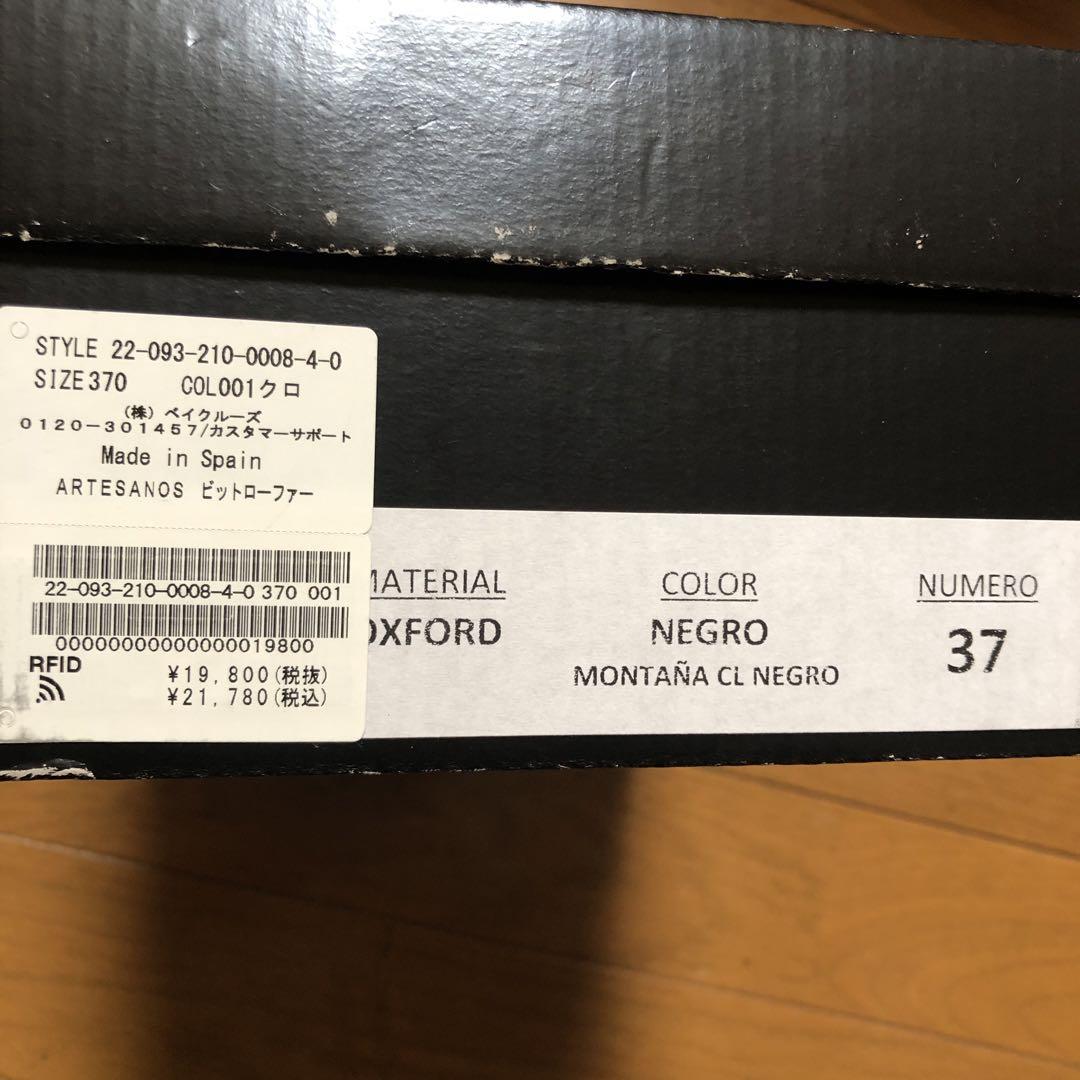 STYLE 22-093-210-0008-4-0
SIZE370 COL001クロ
(株) ベイクルーズ
0120-301457/カスタマーサポート
Made in Spain
ARTESANOS ビットローファー
22-093-210-0008-4-0 370 001
00000000000000019800
RFID
¥19,800(税抜)
¥21,780(税込)
MATERIAL
OXFORD
COLOR
NEGRO
MONTAÑA CL NEGRO
NUMERO
37